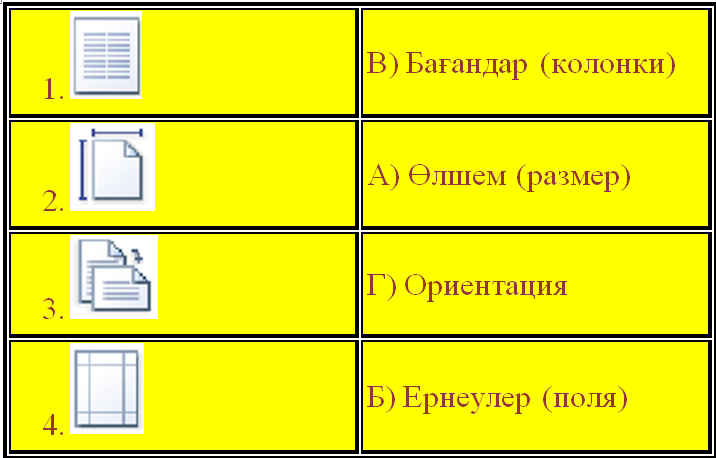 1.
В) Бағандар (колонки)
2.
А) Өлшем (размер)
3.
Г) Ориентация
4.
Б) Ернеулер (поля)